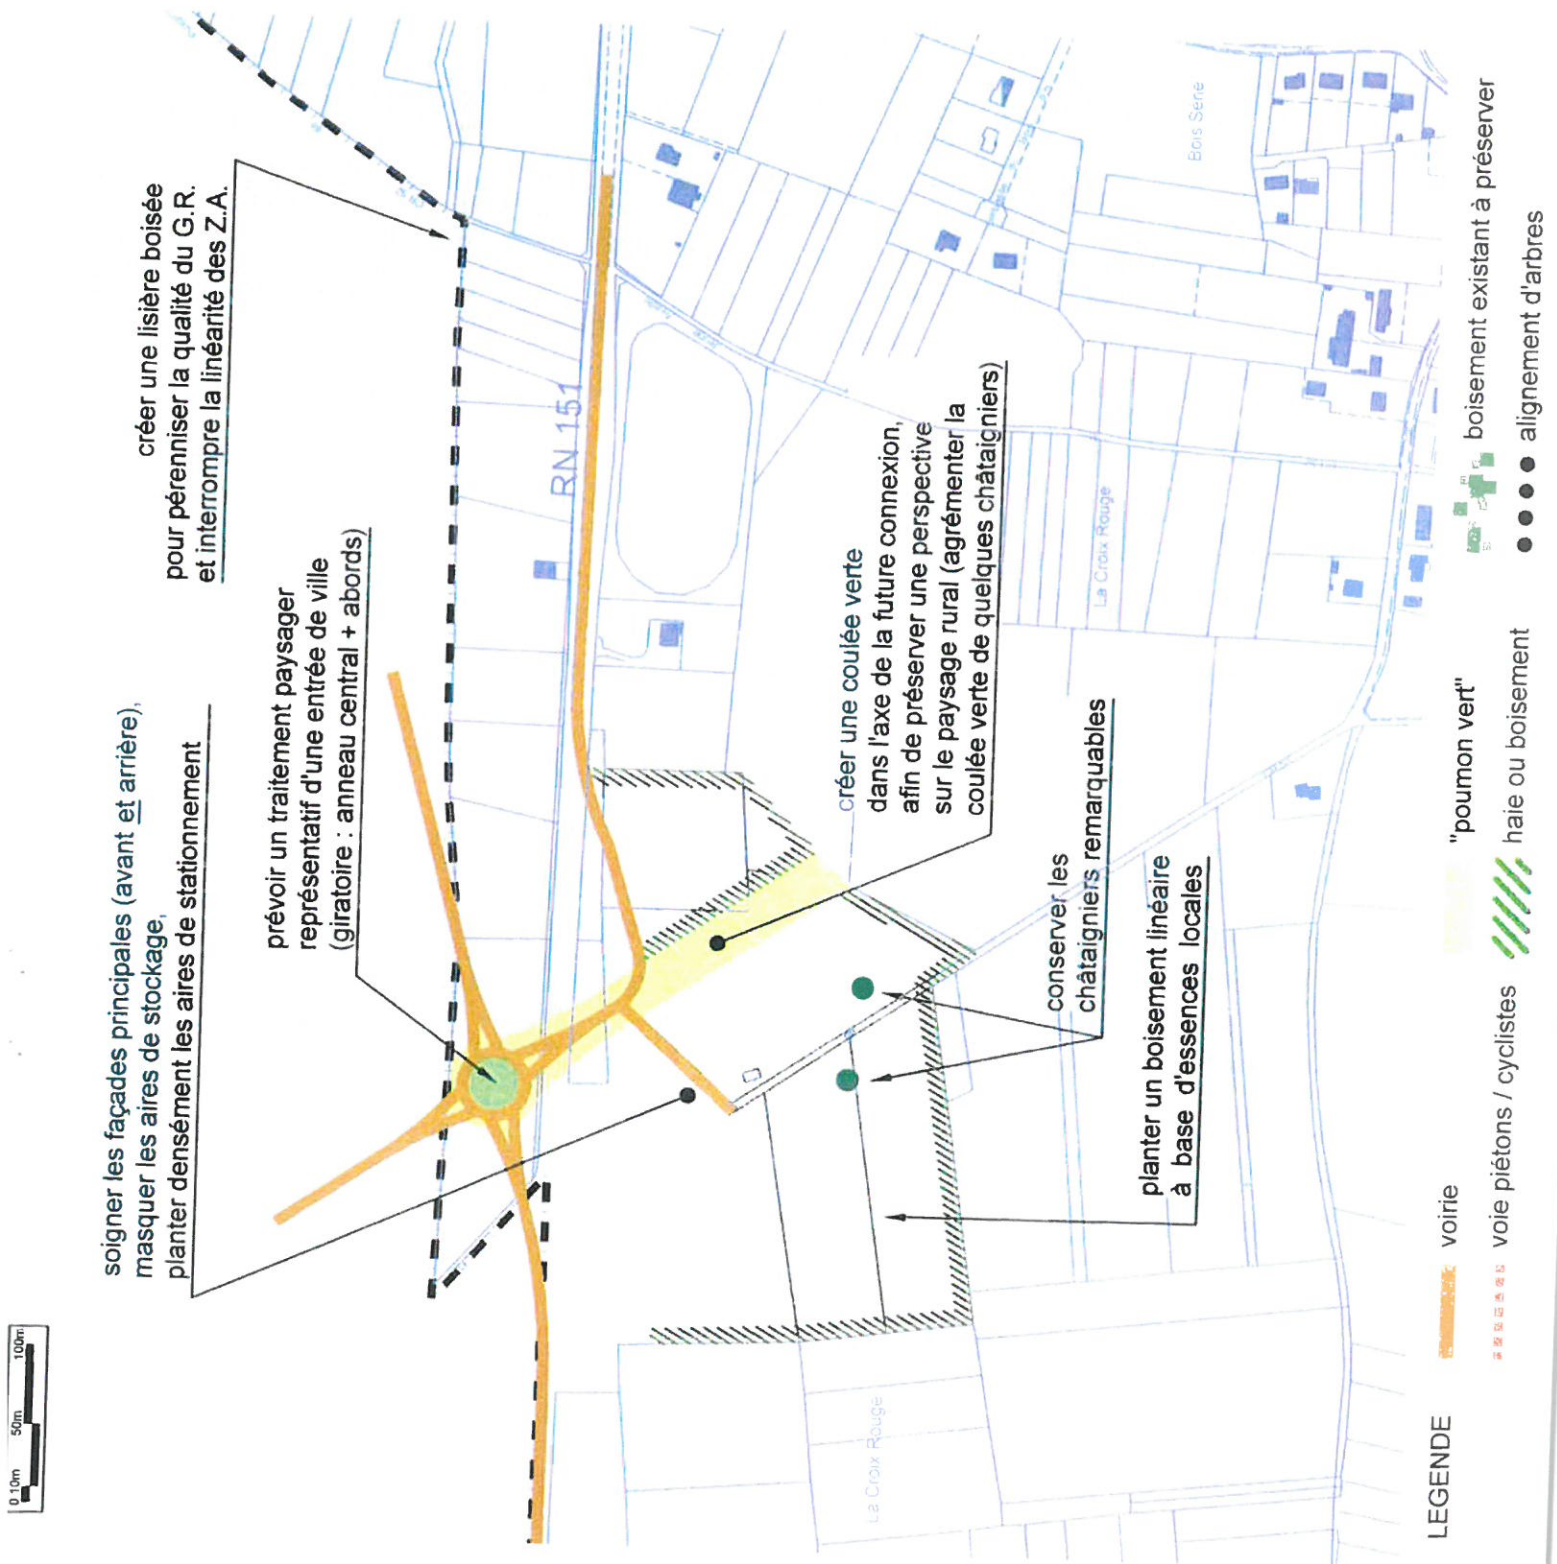 0 10m 50m 100m
soigner les façades principales (avant et arrière),
masquer les aires de stockage,
planter densément les aires de stationnement
prévoir un traitement paysager
représentatif d'une entrée de ville
(giratoire : anneau central + abords)
créer une lisière boisée
pour pérenniser la qualité du G.R.
et interrompre la linéarité des Z.A.
RN 151
créer une coulée verte
dans l'axe de la future connexion,
afin de préserver une perspective
sur le paysage rural (agrémenter la
coulée verte de quelques châtaigniers)
conserver les
châtaigniers remarquables
planter un boisement linéaire
à base d'essences locales
La Croix Rouge
La Croix Rouge
Bois Serie
LEGENDE
voirie
"poumon vert"
boisement existant à préserver
voie piétons / cyclistes
haie ou boisement
alignement d'arbres